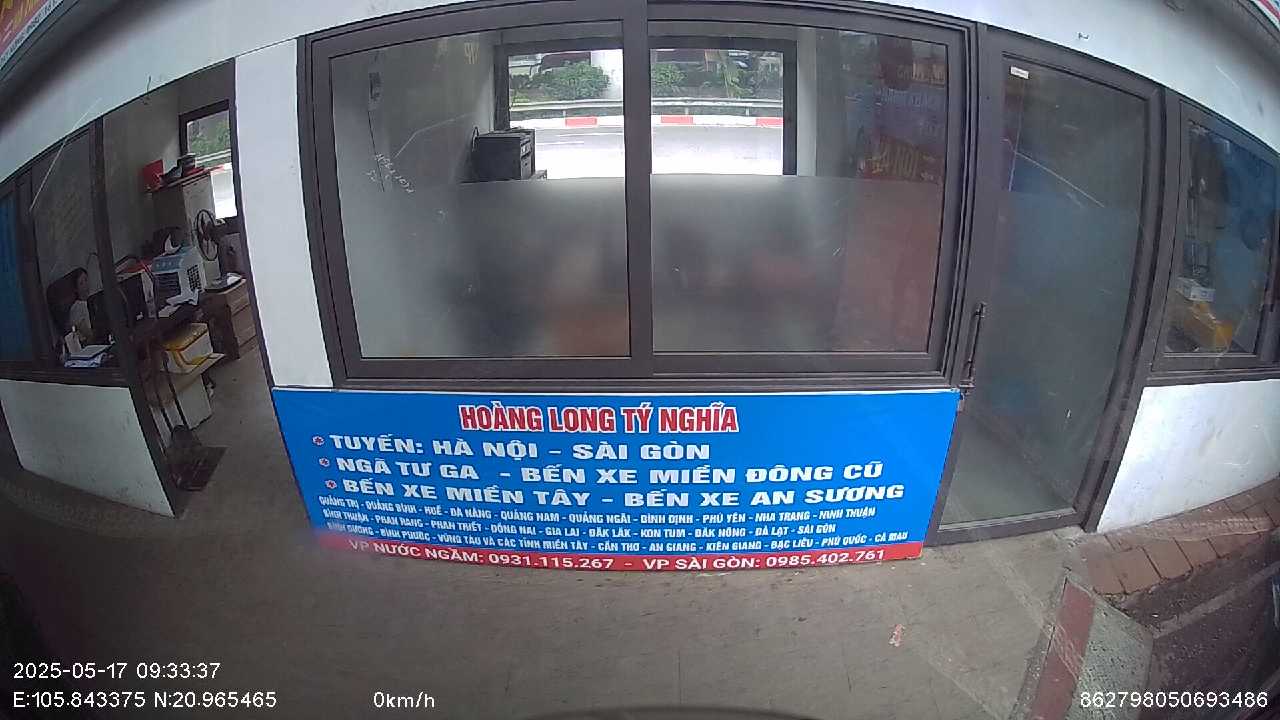 HOÀNG LONG TÝ NGHĨA
TUYẾN: HÀ NỘI - SÀI GÒN
NGÃ TƯ GA - BẾN XE MIỀN ĐÔNG CŨ
BẾN XE MIỀN TÂY - BẾN XE AN SƯƠNG
QUẢNG TRỊ - QUẢNG BÌNH - HUẾ - ĐÀ NẴNG - QUẢNG NAM - QUẢNG NGÃI - BÌNH ĐỊNH - PHÚ YÊN - NHA TRANG - NINH THUẬN
BÌNH THUẬN - PHAN RANG - PHAN THIẾT - ĐỒNG NAI - GIA LAI - ĐĂK LĂK - KON TUM - ĐĂK NÔNG - ĐÀ LẠT - SÀI GÒN
BÌNH DƯƠNG - BÌNH PHƯỚC - VŨNG TÀU VÀ CÁC TỈNH MIỀN TÂY - CẦN THƠ - AN GIANG - KIÊN GIANG - BẠC LIÊU - PHÚ QUỐC - CÀ MAU
VP NƯỚC NGẦM: 0931.115.267 - VP SÀI GÒN: 0985.402.761
2025-05-17 09:33:37
E:105.843375 N:20.965465
0km/h
862798050693486